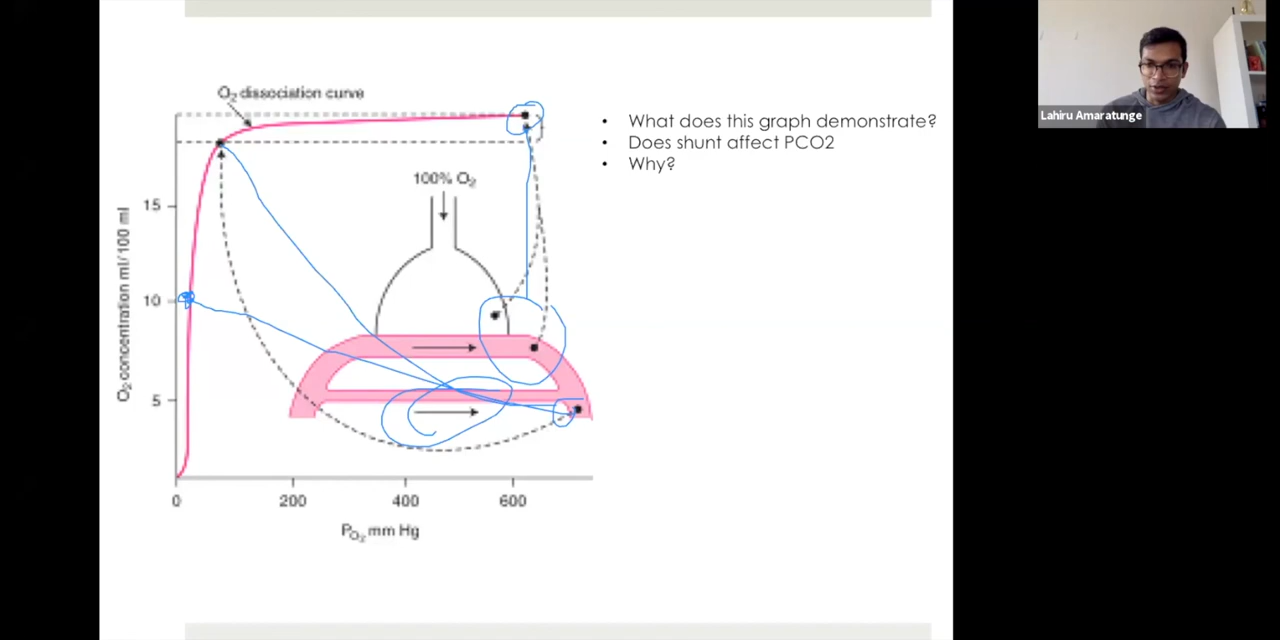 O₂ dissociation curve
Lahiru Amaratunge
• What does this graph demonstrate?
• Does shunt affect PCO2
• Why?
100% O₂
15
10
5
O₂ concentration ml/100 ml
0
200
400
600
PO₂ mm Hg